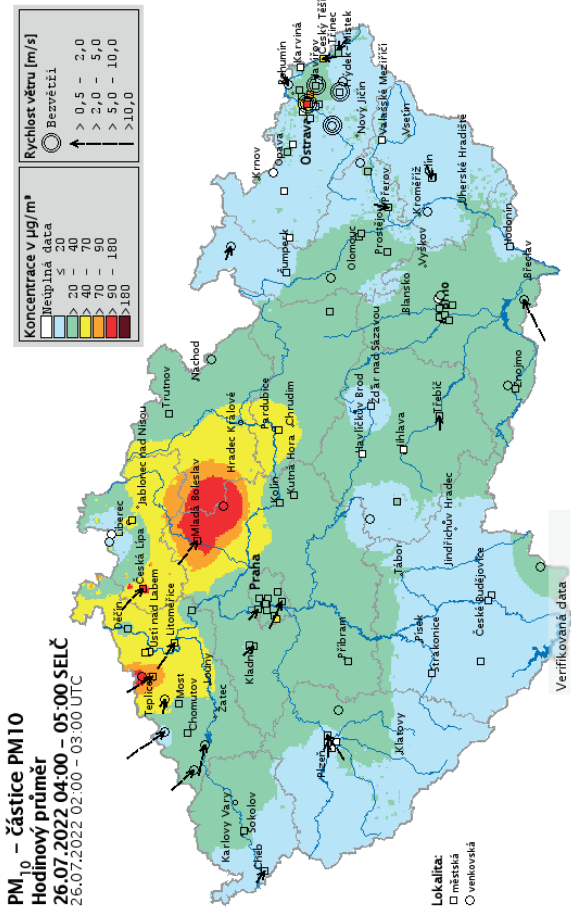 PM10 – částice PM10
Hodinový průměr
26.07.2022 04:00 – 05:00 SELČ
26.07.2022 02:00 – 03:00 UTC
Koncentrace v µg/m³
Neúplná data
≤ 20
> 20 - 40
> 40 - 70
> 70 - 90
> 90 - 180
>180
Rychlost větru [m/s]
Bezvětří
> 0,5 - 2,0
> 2,0 - 5,0
> 5,0 - 10,0
>10,0
Děčín
Liberec
Jablonec nad Nisou
Česká Lípa
Ústí nad Labem
Teplice
Litoměřice
Most
Chomutov
Louny
Žatec
Trutnov
Náchod
Mladá Boleslav
Hradec Králové
Pardubice
Chrudim
Kolín
Kutná Hora
Praha
Kladno
Příbram
Karlovy Vary
Sokolov
Cheb
Plzeň
Klatovy
Tábor
Písek
Strakonice
České Budějovice
Jindřichův Hradec
Havlíčkův Brod
Žďár nad Sázavou
Jihlava
Třebíč
Znojmo
Břeclav
Hodonín
Brno
Blansko
Vyškov
Prostějov
Olomouc
Přerov
Kroměříž
Zlín
Uherské Hradiště
Vsetín
Valašské Meziříčí
Nový Jičín
Šumperk
Krnov
Opava
Ostrava
Bohumín
Karviná
Havířov
Český Těšín
Třinec
Frýdek - Místek
Lokalita:
městská
venkovská
Verifikovaná data